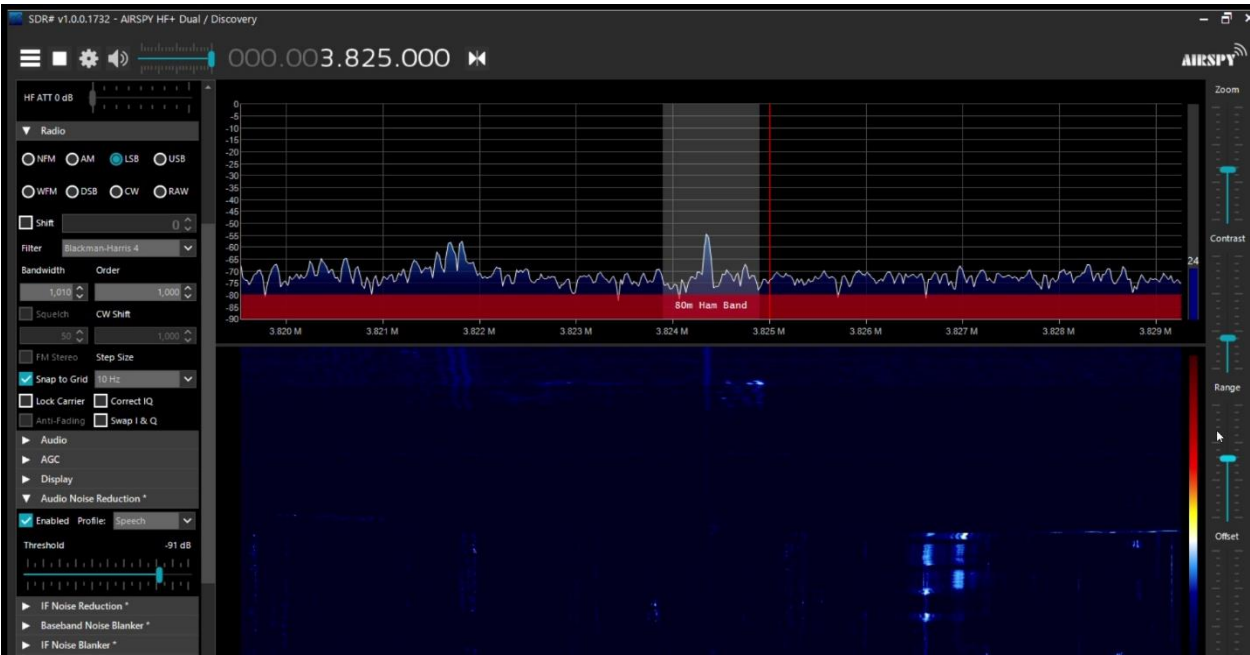 SDR# v1.0.0.1732 - AIRSPY HF+ Dual / Discovery
000.003.825.000
AIRSPY
HF ATT 0 dB
Radio
NFM AM LSB USB
WFM DSB CW RAW
Shift 0
Filter Blackman-Harris 4
Bandwidth Order
1,010 1,000
Squelch CW Shift
50 1,000
FM Stereo Step Size
Snap to Grid 10 Hz
Lock Carrier Correct IQ
Anti-Fading Swap I & Q
Audio
AGC
Display
Audio Noise Reduction *
Enabled Profile: Speech
Threshold -91 dB
IF Noise Reduction *
Baseband Noise Blanker *
IF Noise Blanker *
0
-5
-10
-15
-20
-25
-30
-35
-40
-45
-50
-55
-60
-65
-70
-75
-80
-85
-90
80m Ham Band
3.820 M 3.821 M 3.822 M 3.823 M 3.824 M 3.825 M 3.826 M 3.827 M 3.828 M 3.829 M
24
Zoom
Contrast
Range
Offset